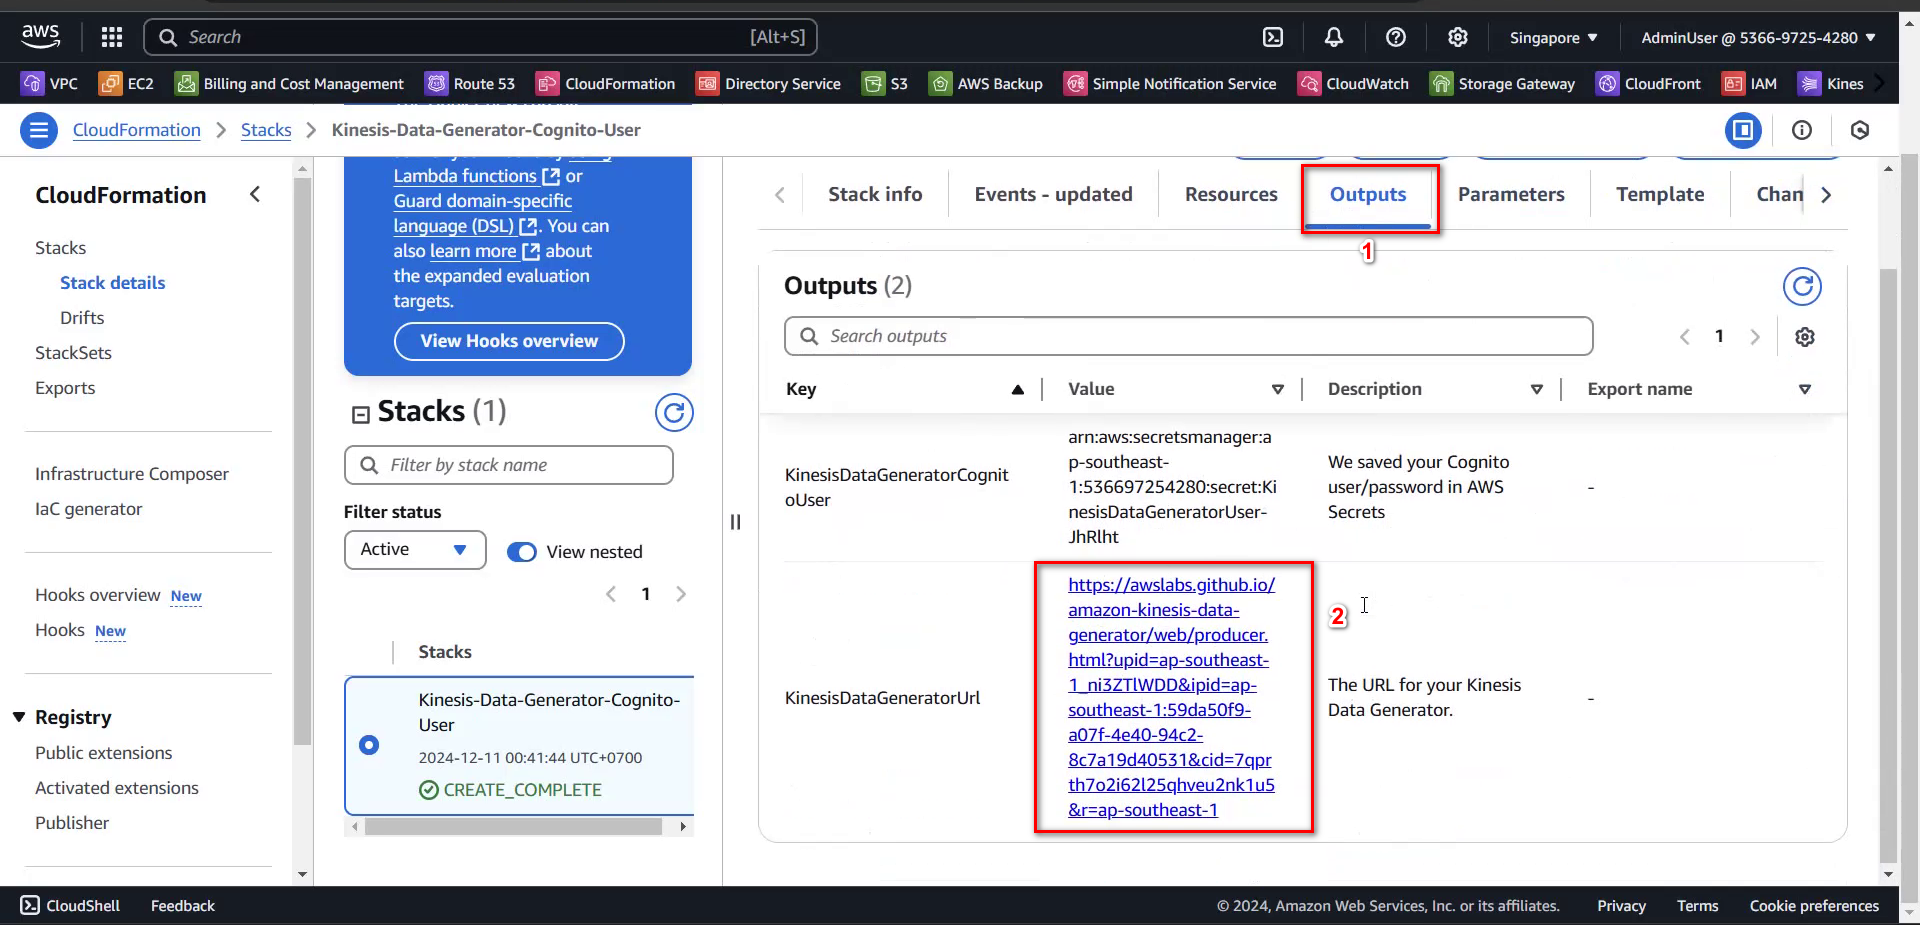 aws
Search
[Alt+S]
Singapore
AdminUser @ 5366-9725-4280
VPC
EC2
Billing and Cost Management
Route 53
CloudFormation
Directory Service
S3
AWS Backup
Simple Notification Service
CloudWatch
Storage Gateway
CloudFront
IAM
Kines
CloudFormation
Stacks
Kinesis-Data-Generator-Cognito-User
CloudFormation
Stacks
Stack details
Drifts
StackSets
Exports
Infrastructure Composer
IaC generator
Hooks overview New
Hooks New
Registry
Public extensions
Activated extensions
Publisher
Lambda functions or
Guard domain-specific
language (DSL). You can
also learn more about
the expanded evaluation
targets.
View Hooks overview
Stacks (1)
Filter by stack name
Filter status
Active
View nested
1
Stacks
Kinesis-Data-Generator-Cognito-
User
2024-12-11 00:41:44 UTC+0700
CREATE_COMPLETE
Stack info
Events - updated
Resources
Outputs
Parameters
Template
Chan
1
Outputs (2)
Search outputs
1
Key
Value
Description
Export name
KinesisDataGeneratorCognit
oUser
arn:aws:secretsmanager:a
p-southeast-
1:536697254280:secret:Ki
nesisDataGeneratorUser-
JhRlht
We saved your Cognito
user/password in AWS
Secrets
-
KinesisDataGeneratorUrl
https://awslabs.github.io/
amazon-kinesis-data-
generator/web/producer.
html?upid=ap-southeast-
1_ni3ZTlWDD&ipid=ap-
southeast-1:59da50f9-
a07f-4e40-94c2-
8c7a19d40531&cid=7qpr
th7o2i62l25qhveu2nk1u5
&r=ap-southeast-1
2
The URL for your Kinesis
Data Generator.
-
CloudShell
Feedback
© 2024, Amazon Web Services, Inc. or its affiliates.
Privacy
Terms
Cookie preferences